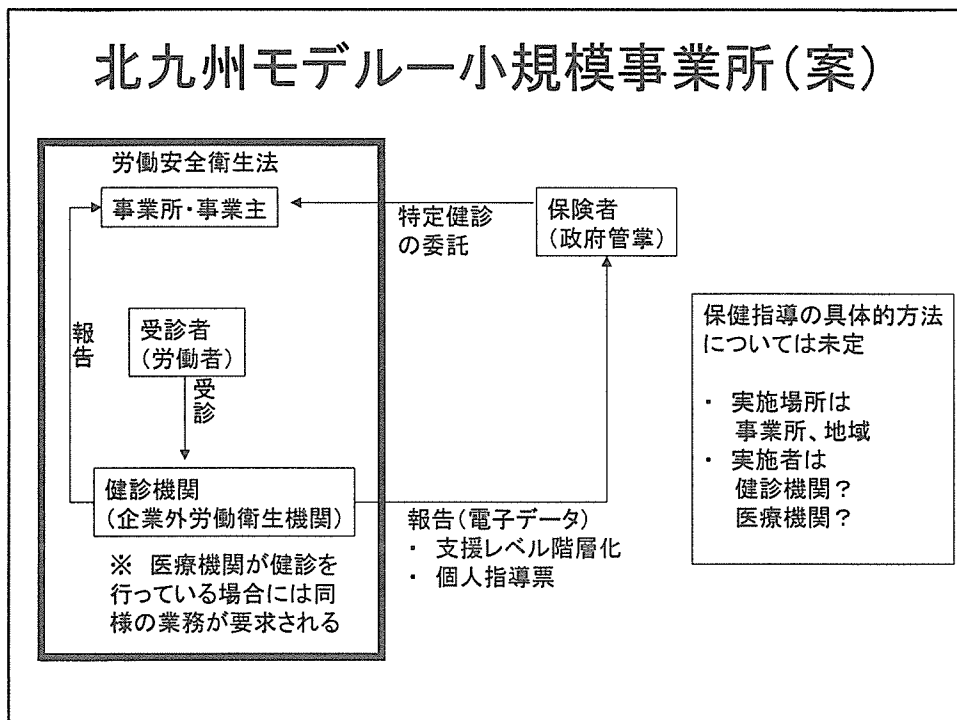 北九州モデルー小規模事業所(案)
労働安全衛生法
事業所・事業主
特定健診
の委託
保険者
(政府管掌)
報告
受診者
(労働者)
受診
健診機関
(企業外労働衛生機関)
※ 医療機関が健診を
行っている場合には同
様の業務が要求される
報告(電子データ)
・ 支援レベル階層化
・ 個人指導票
保健指導の具体的方法
については未定
・ 実施場所は
事業所、地域
・ 実施者は
健診機関?
医療機関?